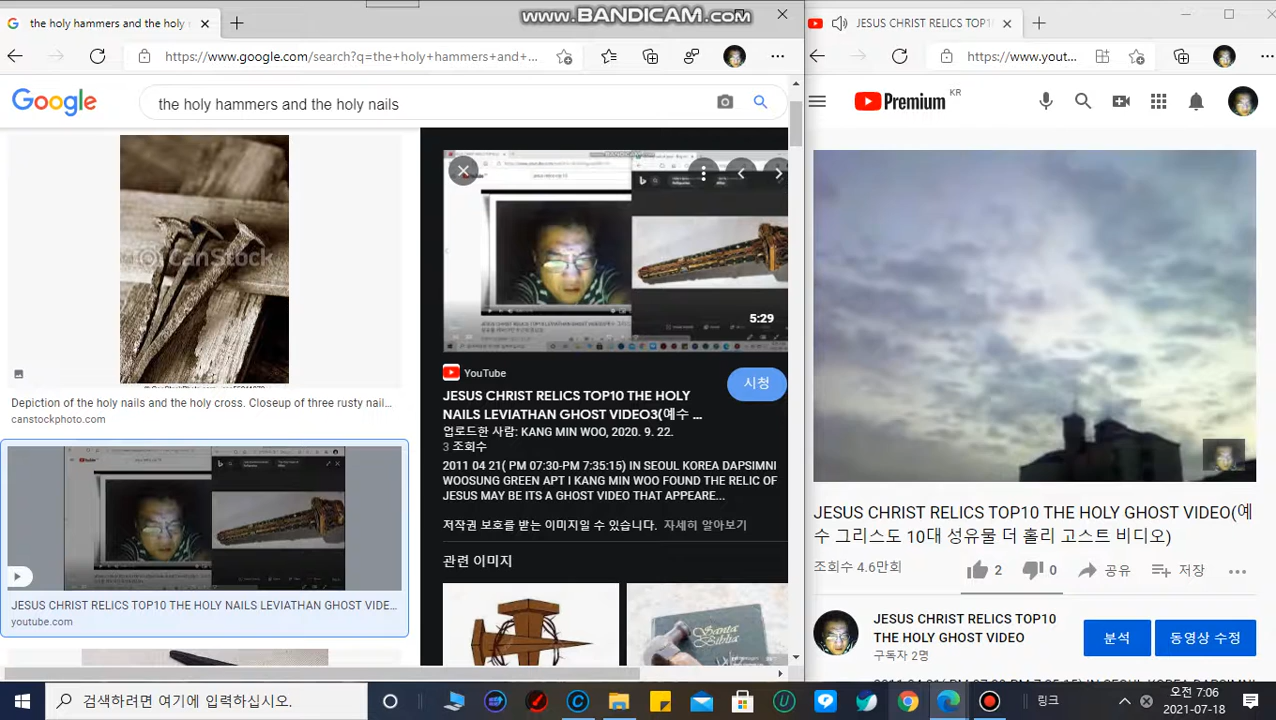 www.BANDICAM.com
the holy hammers and the holy
https://www.google.com/search?q=the+holy+hammers+and+...
Google
the holy hammers and the holy nails
CanStock
Depiction of the holy nails and the holy cross. Closeup of three rusty nail...
canstockphoto.com
JESUS CHRIST RELICS TOP10 THE HOLY NAILS LEVIATHAN GHOST VIDE...
youtube.com
5:29
YouTube
시청
JESUS CHRIST RELICS TOP10 THE HOLY
NAILS LEVIATHAN GHOST VIDEO3(예수 ...
업로드한 사람: KANG MIN WOO, 2020. 9. 22.
3 조회수
2011 04 21( PM 07:30-PM 7:35:15) IN SEOUL KOREA DAPSIMNI
WOOSUNG GREEN APT I KANG MIN WOO FOUND THE RELIC OF
JESUS MAY BE ITS A GHOST VIDEO THAT APPEARE...
저작권 보호를 받는 이미지일 수 있습니다. 자세히 알아보기
관련 이미지
Santa
Biblia
JESUS CHRIST RELICS TOP1
https://www.yout...
Premium KR
JESUS CHRIST RELICS TOP10 THE HOLY GHOST VIDEO(예
수 그리스도 10대 성유물 더 홀리 고스트 비디오)
조회수 4.6만회
2
0
공유
저장
JESUS CHRIST RELICS TOP10
THE HOLY GHOST VIDEO
구독자 2명
분석
동영상 수정
검색하려면 여기에 입력하십시오.
링크
오전 7:06
2021-07-18